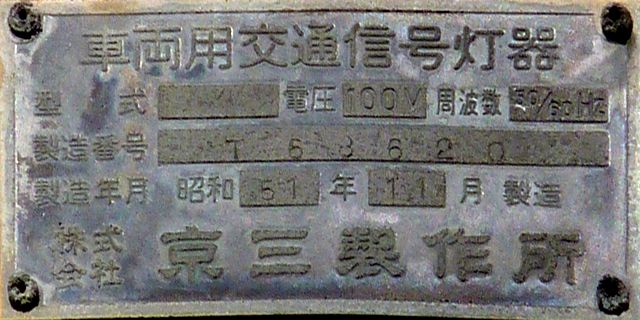 車両用交通信号灯器
型式 電圧 100V 周波数 50/60Hz
製造番号 T63620
製造年月 昭和 51 年 11 月 製造
株式会社 京三製作所